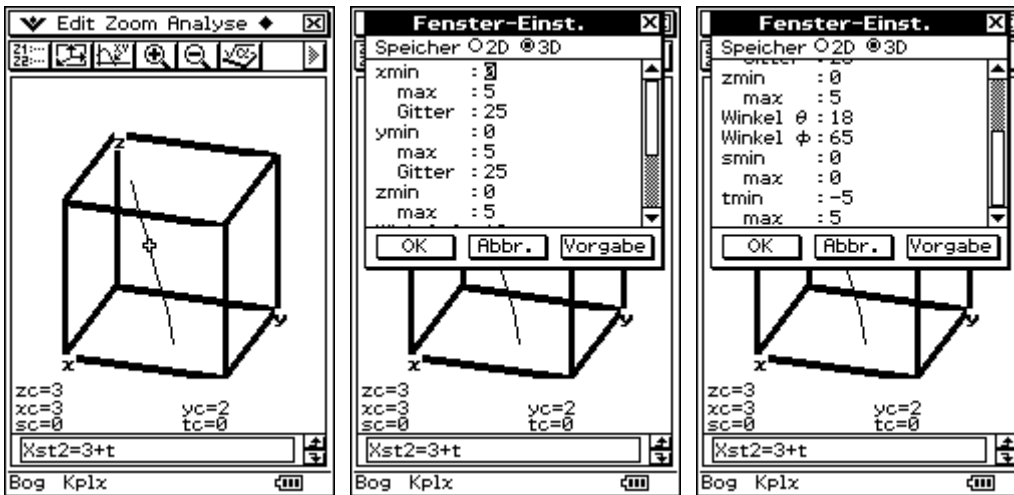 Edit Zoom Analyse
z
x
y
zc=3
xc=3 yc=2
sc=0 tc=0
Xst2=3+t
Bog Kplx
Fenster-Einst.
Speicher 2D 3D
xmin :0
max :5
Gitter :25
ymin :0
max :5
Gitter :25
zmin :0
max :5
OK Abbr. Vorgabe
y
x
zc=3
xc=3 yc=2
sc=0 tc=0
Xst2=3+t
Bog Kplx
Fenster-Einst.
Speicher 2D 3D
zmin :0
max :5
Winkel θ :18
Winkel ϕ :65
smin :0
max :0
tmin :-5
max :5
OK Abbr. Vorgabe
y
x
zc=3
xc=3 yc=2
sc=0 tc=0
Xst2=3+t
Bog Kplx